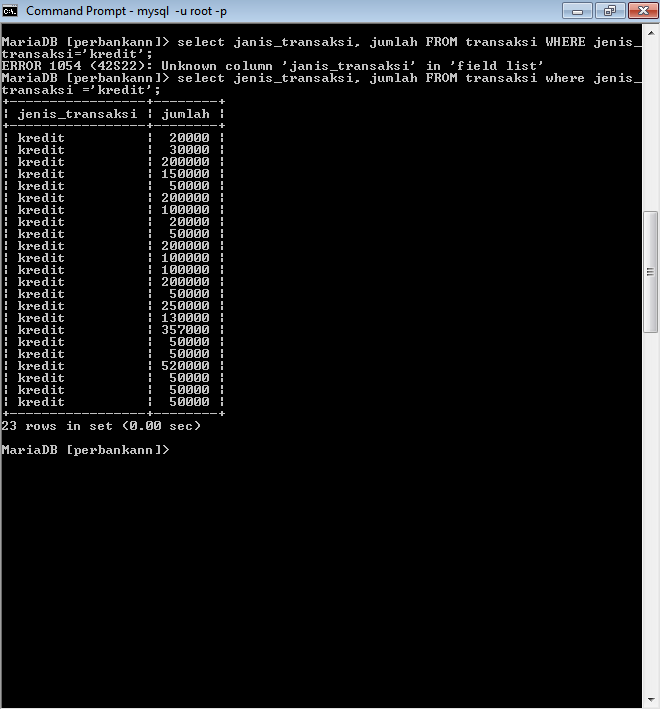 Command Prompt - mysql  -u root -p
MariaDB [perbankann]> select janis_transaksi, jumlah FROM transaksi WHERE jenis_
transaksi='kredit';
ERROR 1054 (42S22): Unknown column 'janis_transaksi' in 'field list'
MariaDB [perbankann]> select jenis_transaksi, jumlah FROM transaksi where jenis_
transaksi ='kredit';
+-----------------+--------+
¦ jenis_transaksi ¦ jumlah ¦
+-----------------+--------+
¦ kredit          ¦  20000 ¦
¦ kredit          ¦  30000 ¦
¦ kredit          ¦ 200000 ¦
¦ kredit          ¦ 150000 ¦
¦ kredit          ¦  50000 ¦
¦ kredit          ¦ 200000 ¦
¦ kredit          ¦ 100000 ¦
¦ kredit          ¦  20000 ¦
¦ kredit          ¦  50000 ¦
¦ kredit          ¦ 200000 ¦
¦ kredit          ¦ 100000 ¦
¦ kredit          ¦ 100000 ¦
¦ kredit          ¦ 200000 ¦
¦ kredit          ¦  50000 ¦
¦ kredit          ¦ 250000 ¦
¦ kredit          ¦ 130000 ¦
¦ kredit          ¦ 357000 ¦
¦ kredit          ¦  50000 ¦
¦ kredit          ¦  50000 ¦
¦ kredit          ¦ 520000 ¦
¦ kredit          ¦  50000 ¦
¦ kredit          ¦  50000 ¦
¦ kredit          ¦  50000 ¦
+-----------------+--------+
23 rows in set (0.00 sec)
MariaDB [perbankann]>